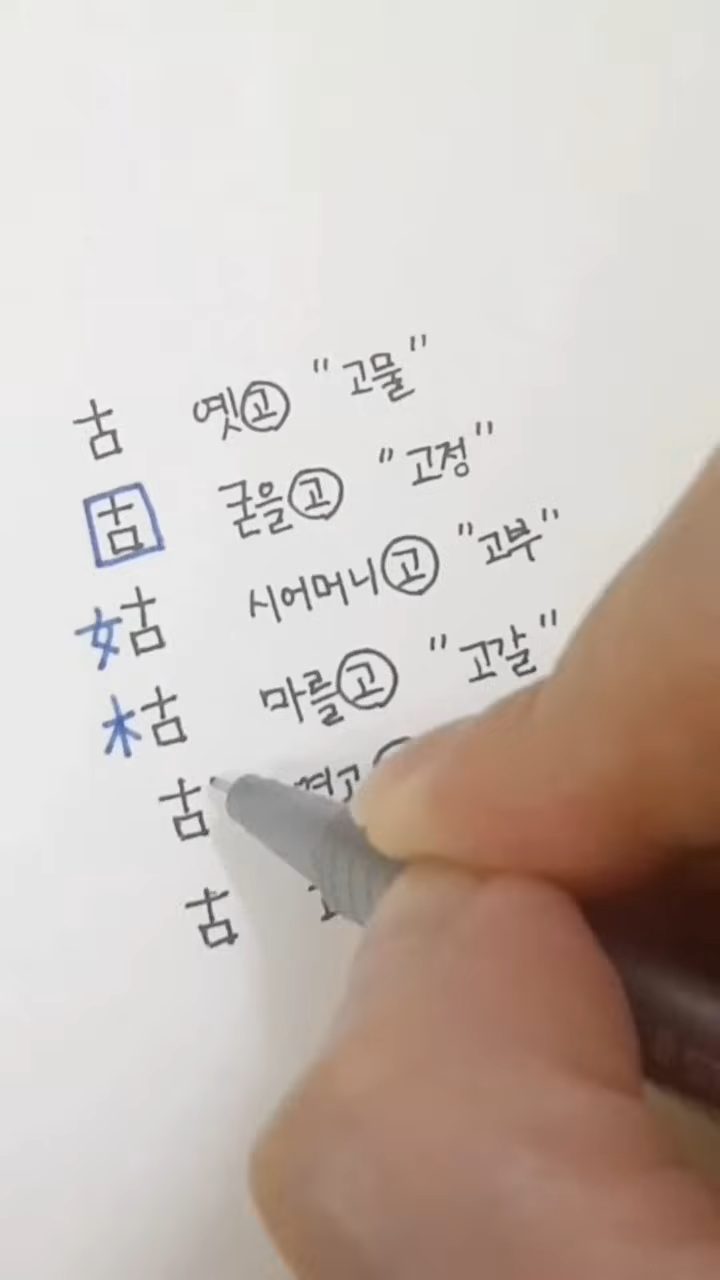 古 옛 고 "고물"
固 굳을 고 "고정"
姑 시어머니 고 "고부"
枯 마를 고 "고갈"
古
古